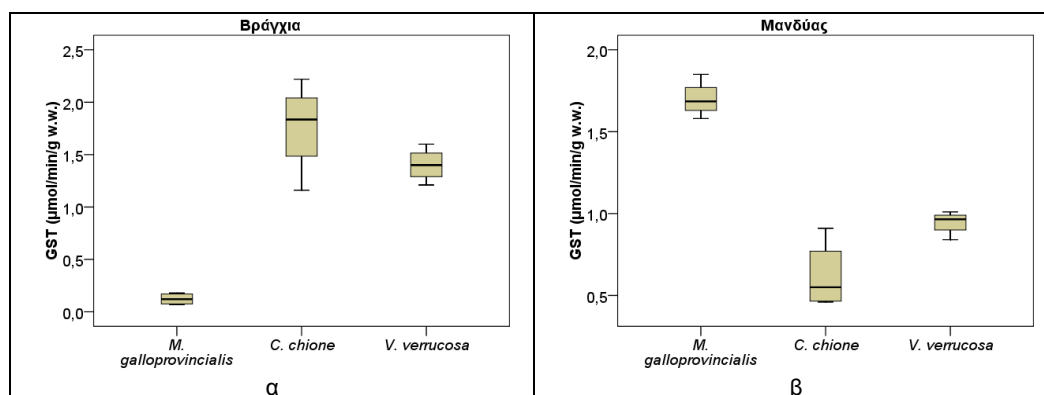 Βράγχια
2,5
2,0
1,5
1,0
0,5
0,0
GST (μmol/min/g w.w.)
M. galloprovincialis
C. chione
V. verrucosa
α
Μανδύας
2,0
1,5
1,0
0,5
GST (μmol/min/g w.w.)
M. galloprovincialis
C. chione
V. verrucosa
β